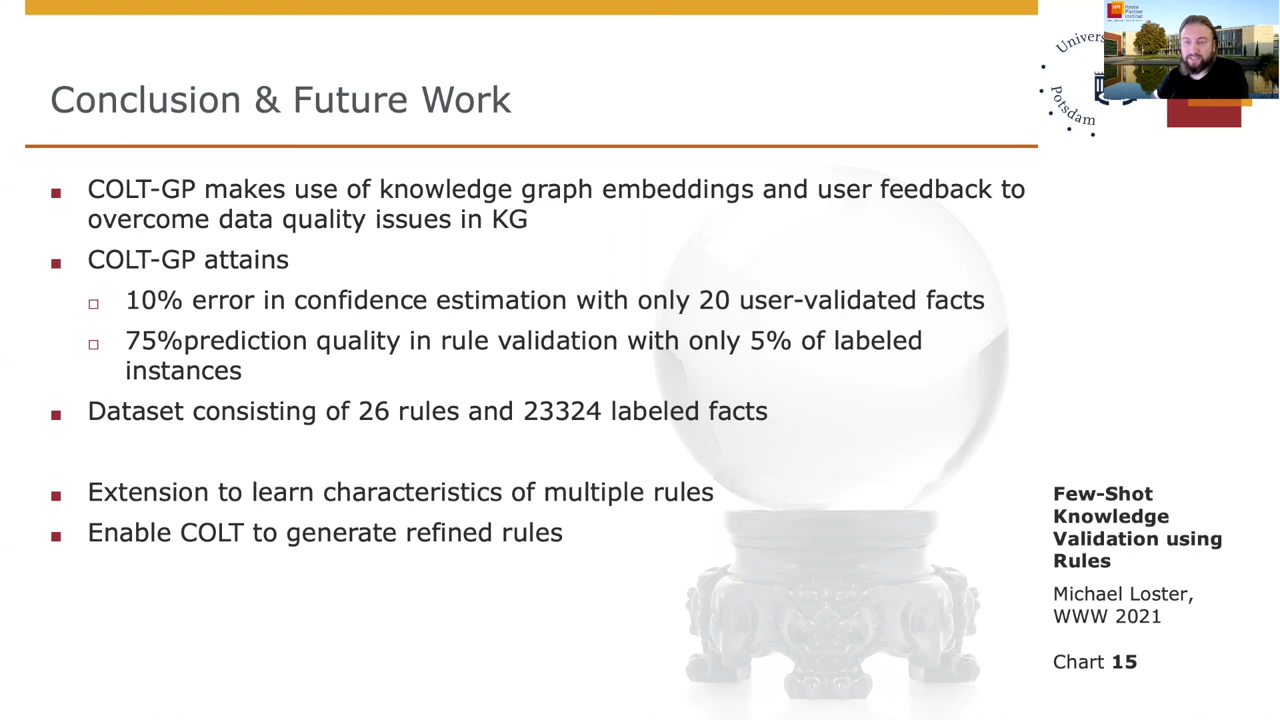 Conclusion & Future Work
COLT-GP makes use of knowledge graph embeddings and user feedback to
overcome data quality issues in KG
COLT-GP attains
10% error in confidence estimation with only 20 user-validated facts
75%prediction quality in rule validation with only 5% of labeled
instances
Dataset consisting of 26 rules and 23324 labeled facts
Extension to learn characteristics of multiple rules
Enable COLT to generate refined rules
Potsdam
Hasso
Plattner
Institut
Few-Shot
Knowledge
Validation using
Rules
Michael Loster,
WWW 2021
Chart 15